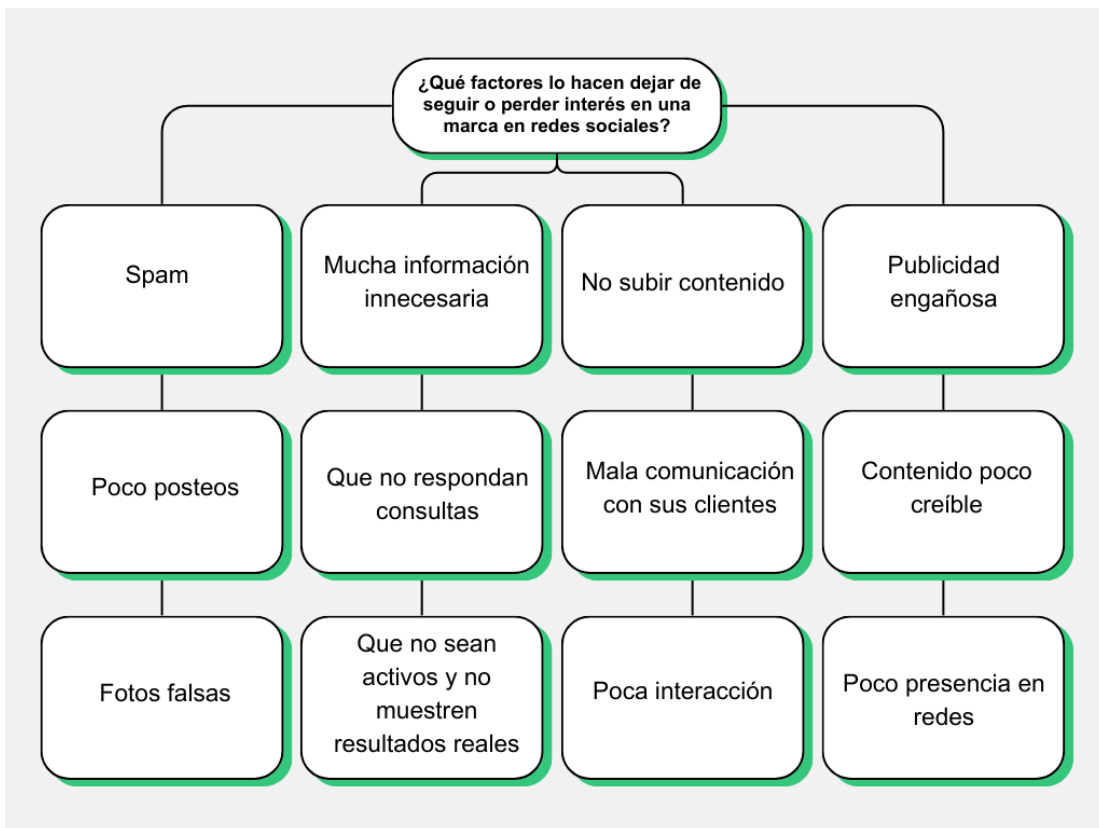 ¿Qué factores lo hacen dejar de
seguir o perder interés en una
marca en redes sociales?
Spam
Mucha información
innecesaria
No subir contenido
Publicidad
engañosa
Poco posteos
Que no respondan
consultas
Mala comunicación
con sus clientes
Contenido poco
creíble
Fotos falsas
Que no sean
activos y no
muestren
resultados reales
Poca interacción
Poco presencia en
redes